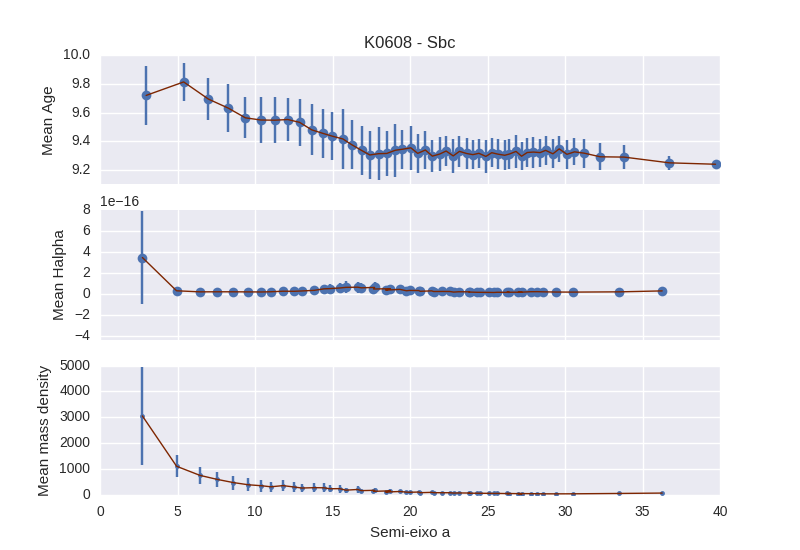 K0608 - Sbc
10.0
9.8
9.6
9.4
9.2
Mean Age
1e−16
8
6
4
2
0
−2
−4
Mean Halpha
5000
4000
3000
2000
1000
0
Mean mass density
0 5 10 15 20 25 30 35 40
Semi-eixo a